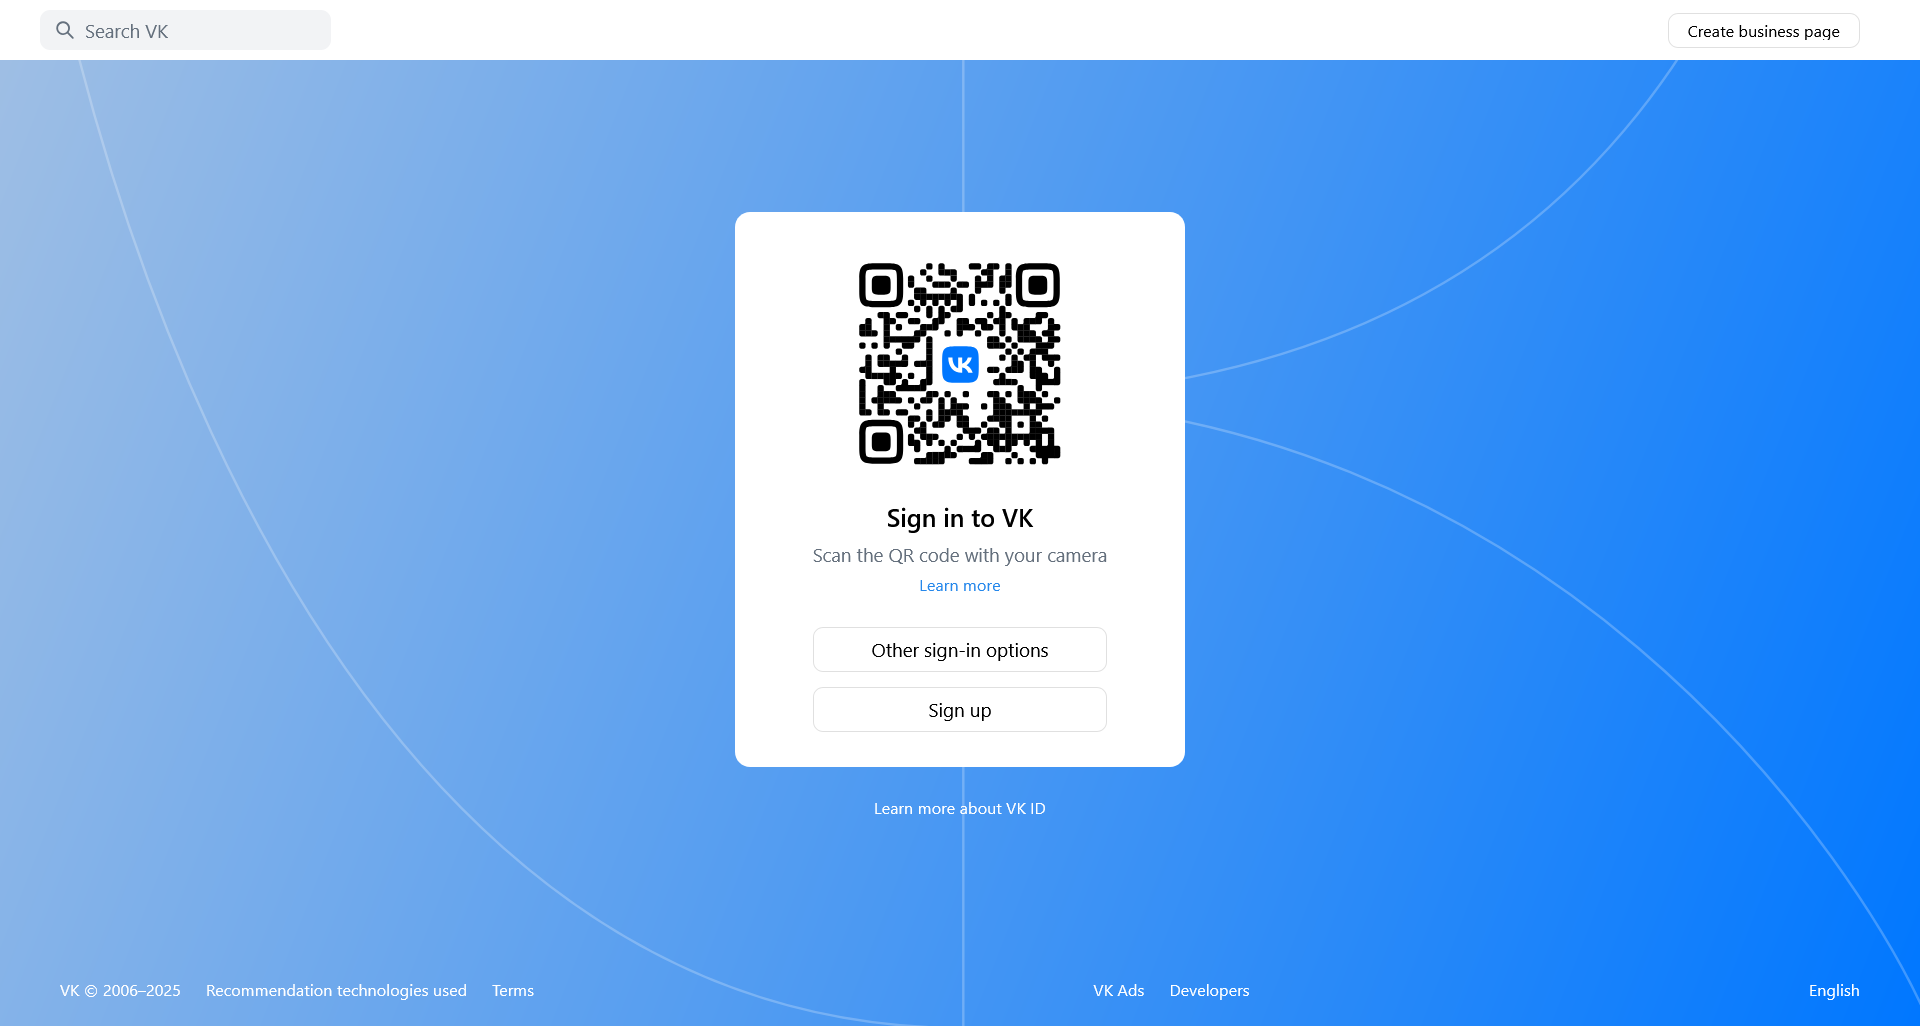 Search VK
Create business page
Sign in to VK
Scan the QR code with your camera
Learn more
Other sign-in options
Sign up
Learn more about VK ID
VK © 2006–2025 Recommendation technologies used Terms VK Ads Developers English